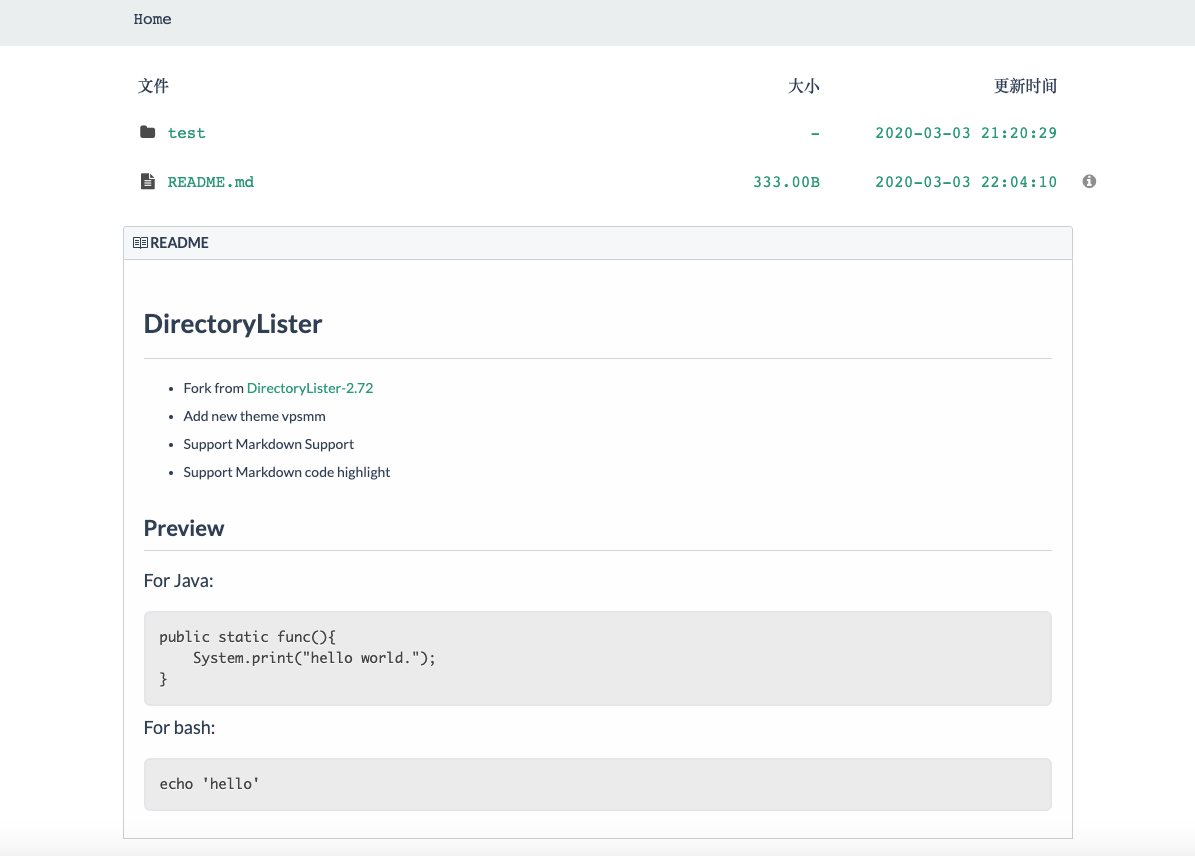 Home
文件 大小 更新时间
test – 2020-03-03 21:20:29
README.md 333.00B 2020-03-03 22:04:10
README
DirectoryLister
• Fork from DirectoryLister-2.72
• Add new theme vpsmm
• Support Markdown Support
• Support Markdown code highlight
Preview
For Java:
public static func(){
    System.print("hello world.");
}
For bash:
echo 'hello'